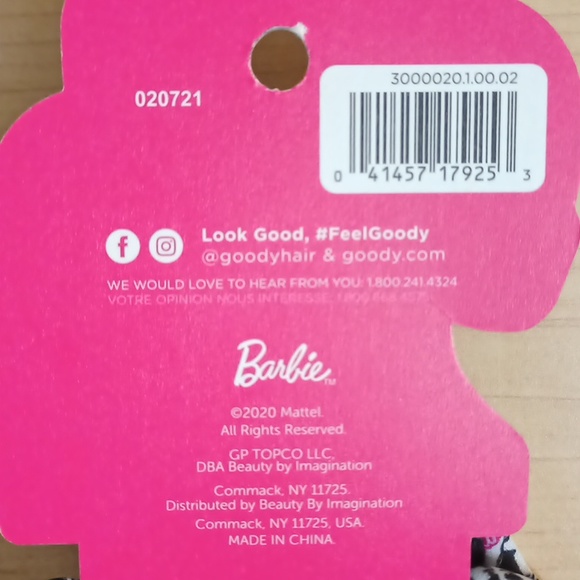 3000020.1.00.02
020721
0 41457 17925 3
Look Good, #FeelGoody
@goodyhair & goody.com
WE WOULD LOVE TO HEAR FROM YOU: 1.800.241.4324
VOTRE OPINION NOUS INTERESSE:
Barbie™
©2020 Mattel.
All Rights Reserved.
GP TOPCO LLC,
DBA Beauty by Imagination
Commack, NY 11725.
Distributed by Beauty By Imagination
Commack, NY 11725, USA.
MADE IN CHINA.